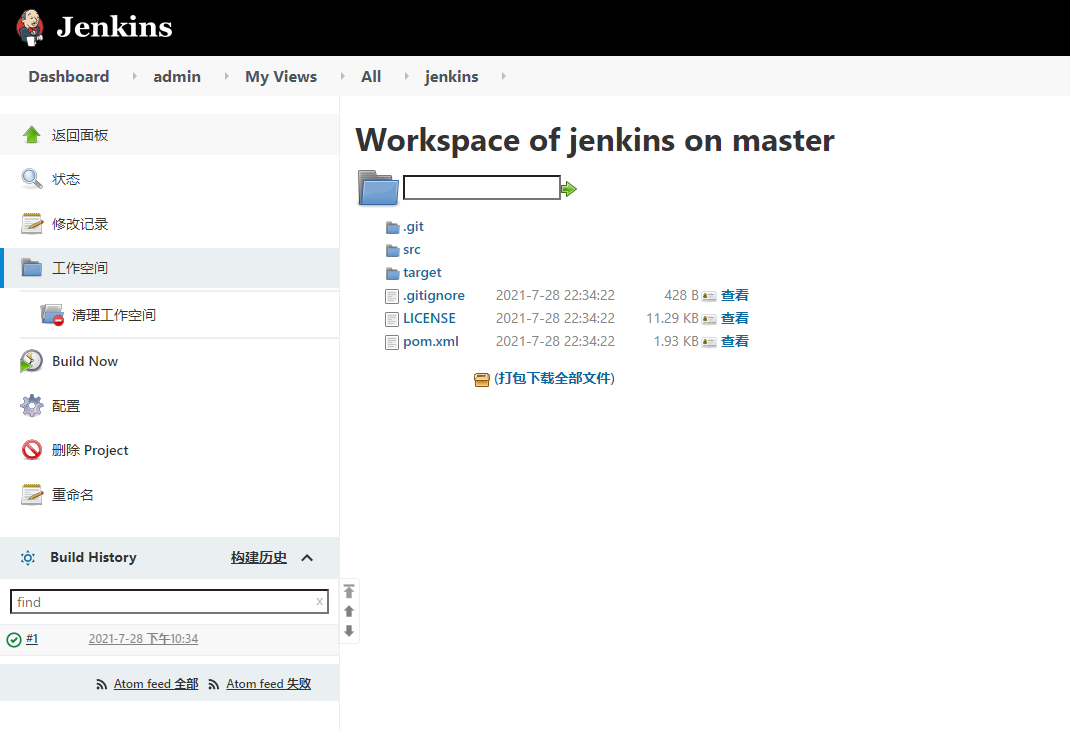 Jenkins
Dashboard admin My Views All jenkins
返回面板
状态
修改记录
工作空间
清理工作空间
Build Now
配置
删除 Project
重命名
Build History 构建历史
find x
#1 2021-7-28 下午10:34
Atom feed 全部 Atom feed 失败
Workspace of jenkins on master
.git
src
target
.gitignore 2021-7-28 22:34:22 428 B 查看
LICENSE 2021-7-28 22:34:22 11.29 KB 查看
pom.xml 2021-7-28 22:34:22 1.93 KB 查看
(打包下载全部文件)